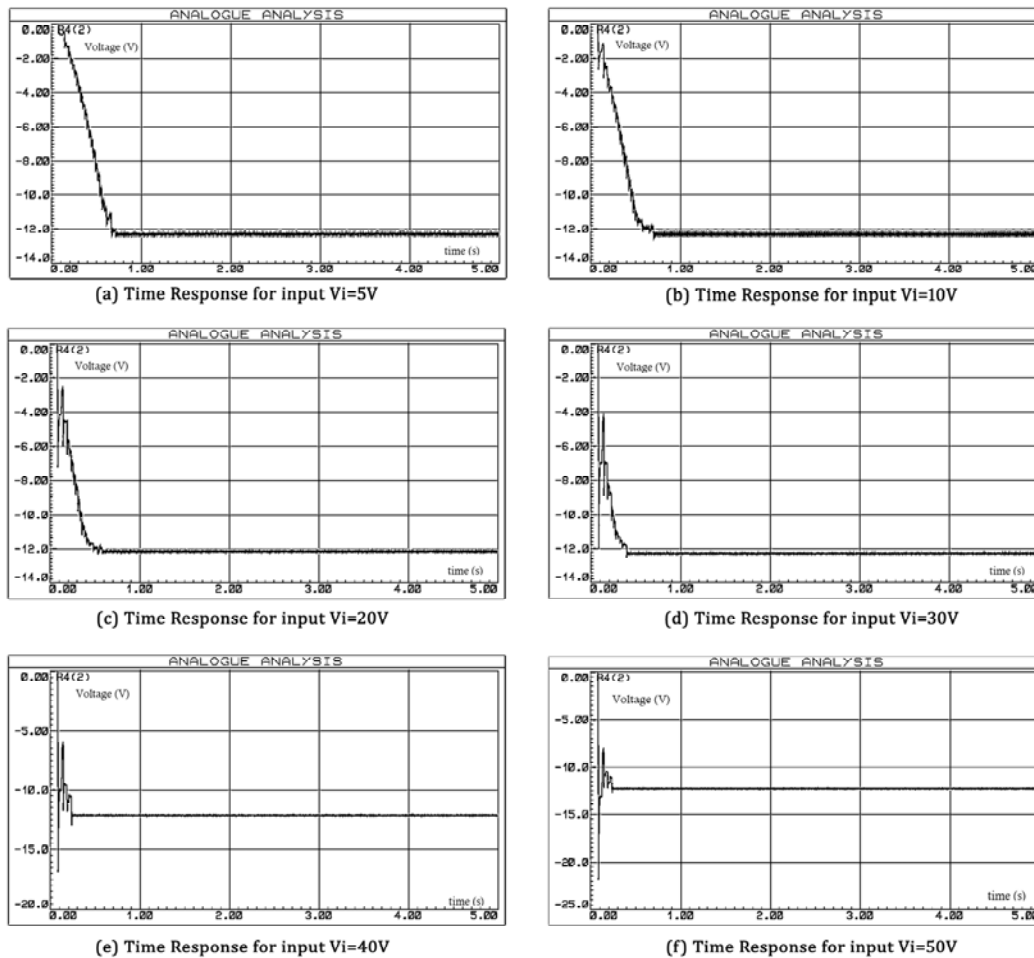 ANALOGUE ANALYSIS
0.00 R4(2)
Voltage (V)
-2.00
-4.00
-6.00
-8.00
-10.0
-12.0
time (s)
-14.0
0.00 1.00 2.00 3.00 4.00 5.00
(a) Time Response for input Vi=5V
ANALOGUE ANALYSIS
0.00 R4(2)
Voltage (V)
-2.00
-4.00
-6.00
-8.00
-10.0
-12.0
time (s)
-14.0
0.00 1.00 2.00 3.00 4.00 5.00
(b) Time Response for input Vi=10V
ANALOGUE ANALYSIS
0.00 R4(2)
Voltage (V)
-2.00
-4.00
-6.00
-8.00
-10.0
-12.0
time (s)
-14.0
0.00 1.00 2.00 3.00 4.00 5.00
(c) Time Response for input Vi=20V
ANALOGUE ANALYSIS
0.00 R4(2)
Voltage (V)
-2.00
-4.00
-6.00
-8.00
-10.0
-12.0
time (s)
-14.0
0.00 1.00 2.00 3.00 4.00 5.00
(d) Time Response for input Vi=30V
ANALOGUE ANALYSIS
0.00 R4(2)
Voltage (V)
-5.00
-10.0
-15.0
time (s)
-20.0
0.00 1.00 2.00 3.00 4.00 5.00
(e) Time Response for input Vi=40V
ANALOGUE ANALYSIS
0.00 R4(2)
Voltage (V)
-5.00
-10.0
-15.0
-20.0
time (s)
-25.0
0.00 1.00 2.00 3.00 4.00 5.00
(f) Time Response for input Vi=50V